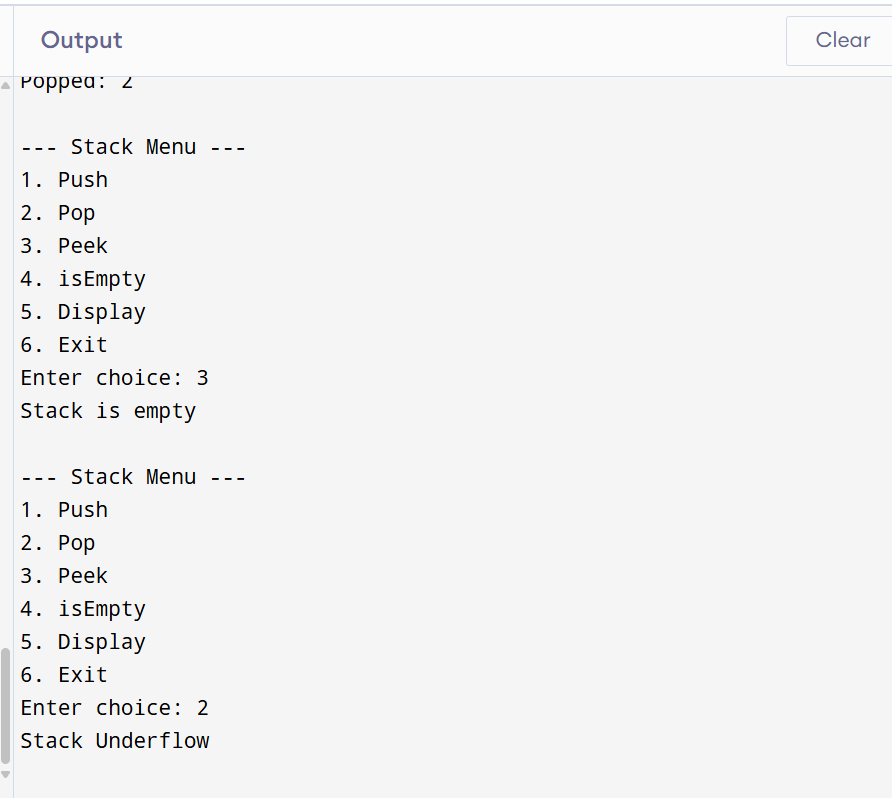 Output
Clear
Popped: 2
--- Stack Menu ---
1. Push
2. Pop
3. Peek
4. isEmpty
5. Display
6. Exit
Enter choice: 3
Stack is empty
--- Stack Menu ---
1. Push
2. Pop
3. Peek
4. isEmpty
5. Display
6. Exit
Enter choice: 2
Stack Underflow